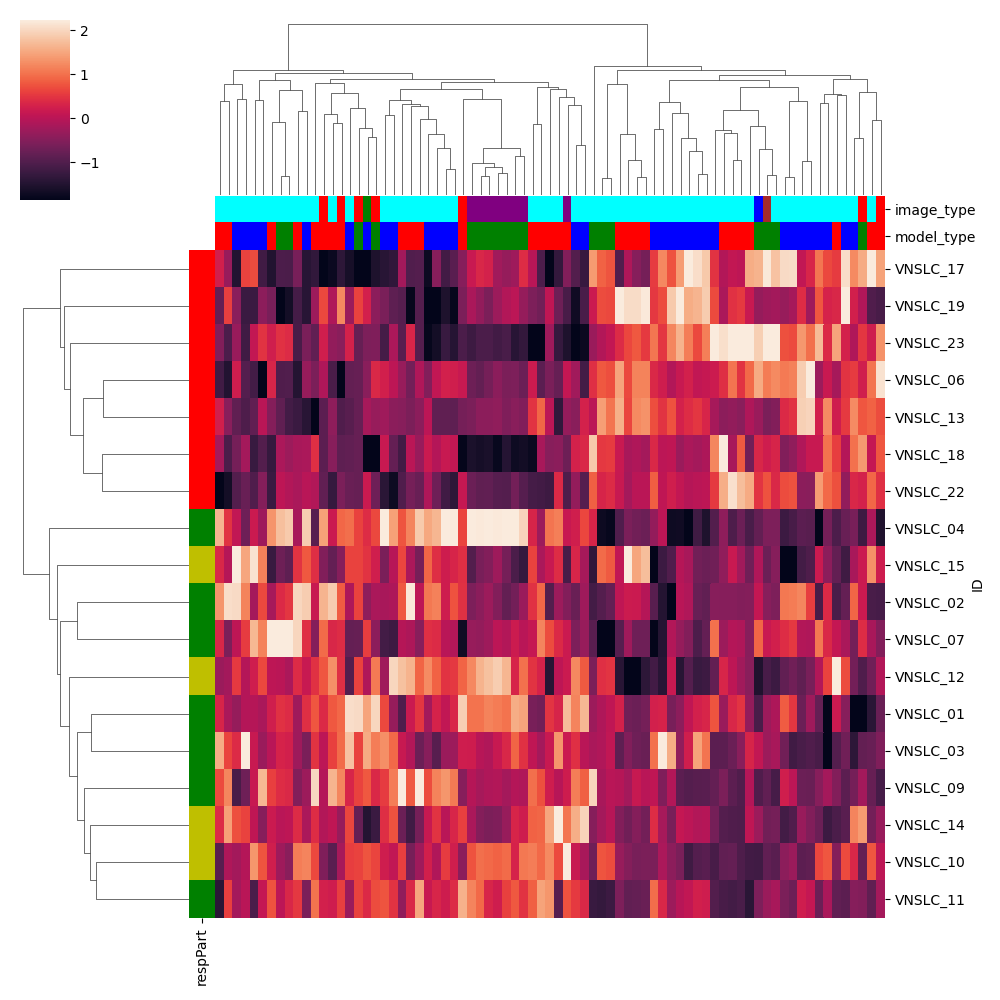 2
1
0
−1
image_type
model_type
VNSLC_17
VNSLC_19
VNSLC_23
VNSLC_06
VNSLC_13
VNSLC_18
VNSLC_22
VNSLC_04
VNSLC_15
VNSLC_02
VNSLC_07
VNSLC_12
VNSLC_01
VNSLC_03
VNSLC_09
VNSLC_14
VNSLC_10
VNSLC_11
ID
respPart